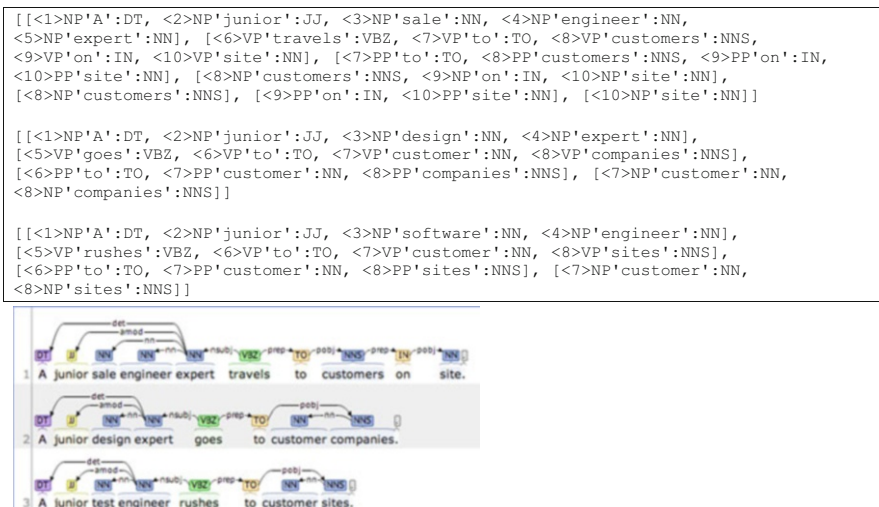 [[<1>NP'A':DT, <2>NP'junior':JJ, <3>NP'sale':NN, <4>NP'engineer':NN,
<5>NP'expert':NN], [<6>VP'travels':VBZ, <7>VP'to':TO, <8>VP'customers':NNS,
<9>VP'on':IN, <10>VP'site':NN], [<7>PP'to':TO, <8>PP'customers':NNS, <9>PP'on':IN,
<10>PP'site':NN], [<8>NP'customers':NNS, <9>NP'on':IN, <10>NP'site':NN],
[<8>NP'customers':NNS], [<9>PP'on':IN, <10>PP'site':NN], [<10>NP'site':NN]]
[[<1>NP'A':DT, <2>NP'junior':JJ, <3>NP'design':NN, <4>NP'expert':NN],
[<5>VP'goes':VBZ, <6>VP'to':TO, <7>VP'customer':NN, <8>VP'companies':NNS],
[<6>PP'to':TO, <7>PP'customer':NN, <8>PP'companies':NNS], [<7>NP'customer':NN,
<8>NP'companies':NNS]]
[[<1>NP'A':DT, <2>NP'junior':JJ, <3>NP'software':NN, <4>NP'engineer':NN],
[<5>VP'rushes':VBZ, <6>VP'to':TO, <7>VP'customer':NN, <8>VP'sites':NNS],
[<6>PP'to':TO, <7>PP'customer':NN, <8>PP'sites':NNS], [<7>NP'customer':NN,
<8>NP'sites':NNS]]
det
amod
nn
nn nsubj prep pobj prep pobj
DT JJ NN NN NN VBZ TO NNS IN NN
1 A junior sale engineer expert travels to customers on site.
det
amod pobj
nn nsubj prep nn
DT JJ NN NN VBZ TO NN NNS
2 A junior design expert goes to customer companies.
det
amod pobj
nn nsubj prep nn
DT JJ NN NN VBZ TO NN NNS
3 A junior test engineer rushes to customer sites.